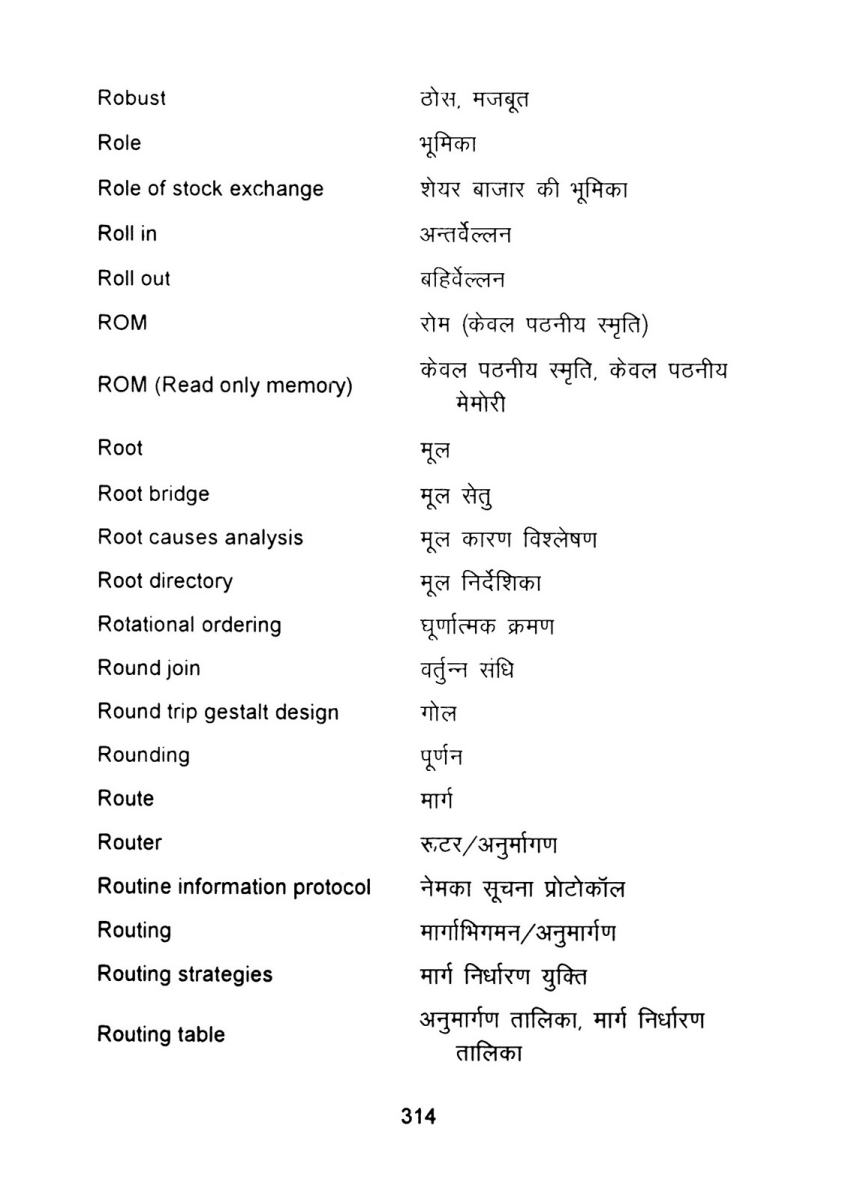 Robust ठोस, मजबूत
Role भूमिका
Role of stock exchange शेयर बाजार की भूमिका
Roll in अन्तर्वेल्लन
Roll out बहिर्वेल्लन
ROM रोम (केवल पठनीय स्मृति)
ROM (Read only memory) केवल पठनीय स्मृति, केवल पठनीय
मेमोरी
Root मूल
Root bridge मूल सेतु
Root causes analysis मूल कारण विश्लेषण
Root directory मूल निर्देशिका
Rotational ordering घूर्णात्मक क्रमण
Round join वर्तुन्न संधि
Round trip gestalt design गोल
Rounding पूर्णन
Route मार्ग
Router रूटर/अनुर्मागण
Routine information protocol नेमका सूचना प्रोटोकॉल
Routing मार्गाभिगमन/अनुमार्गण
Routing strategies मार्ग निर्धारण युक्ति
Routing table अनुमार्गण तालिका, मार्ग निर्धारण
तालिका
314